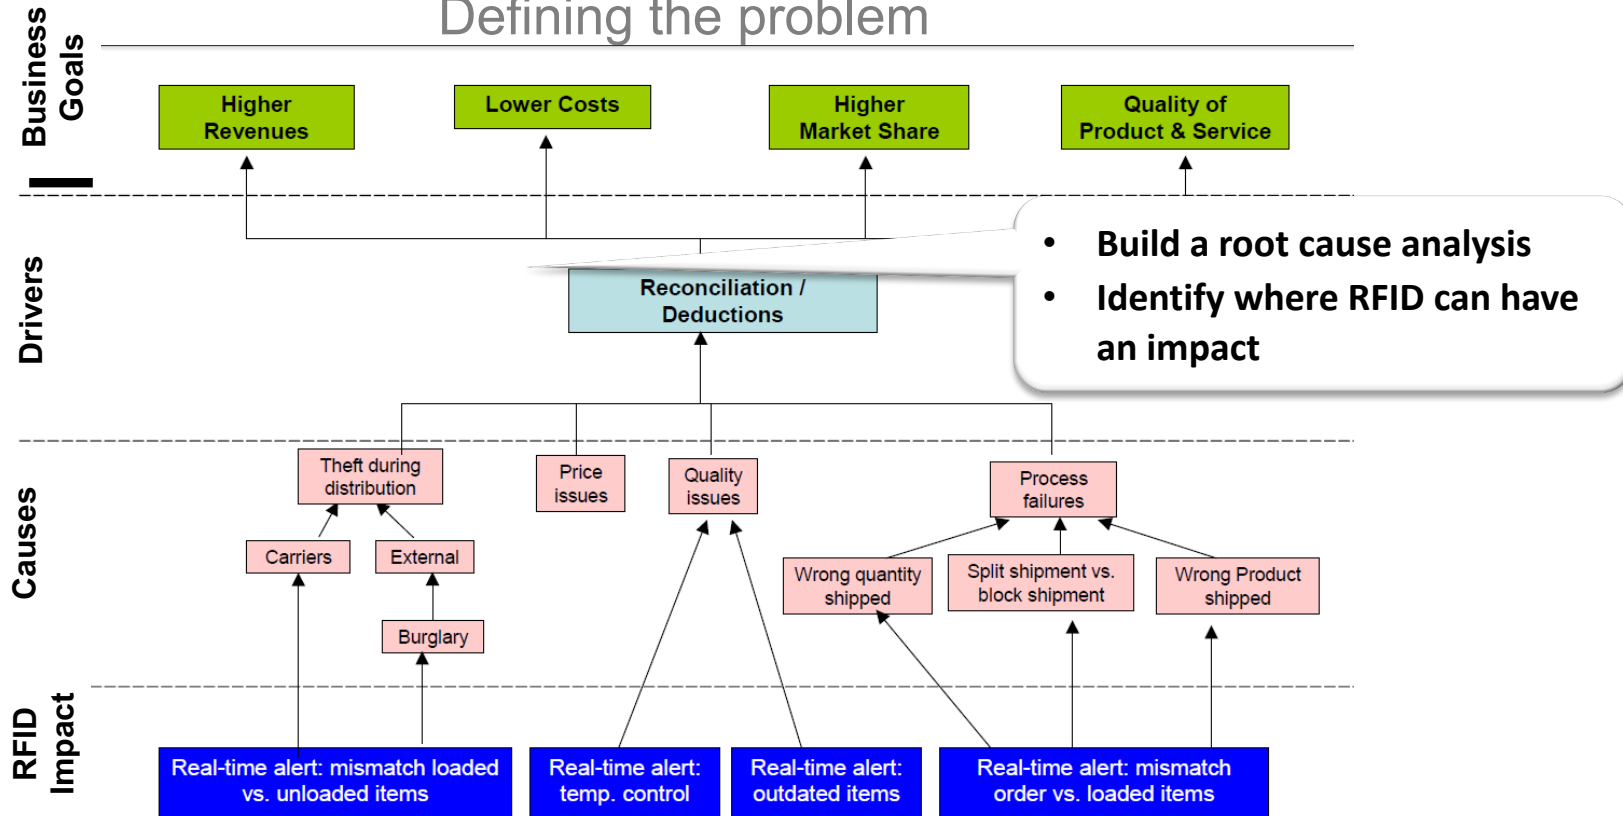 Defining the problem
Business
Goals
Higher
Revenues
Lower Costs
Higher
Market Share
Quality of
Product & Service
Drivers
• Build a root cause analysis
• Identify where RFID can have
an impact
Reconciliation /
Deductions
Causes
Theft during
distribution
Price
issues
Quality
issues
Process
failures
Carriers
External
Burglary
Wrong quantity
shipped
Split shipment vs.
block shipment
Wrong Product
shipped
RFID
Impact
Real-time alert: mismatch loaded
vs. unloaded items
Real-time alert:
temp. control
Real-time alert:
outdated items
Real-time alert: mismatch
order vs. loaded items